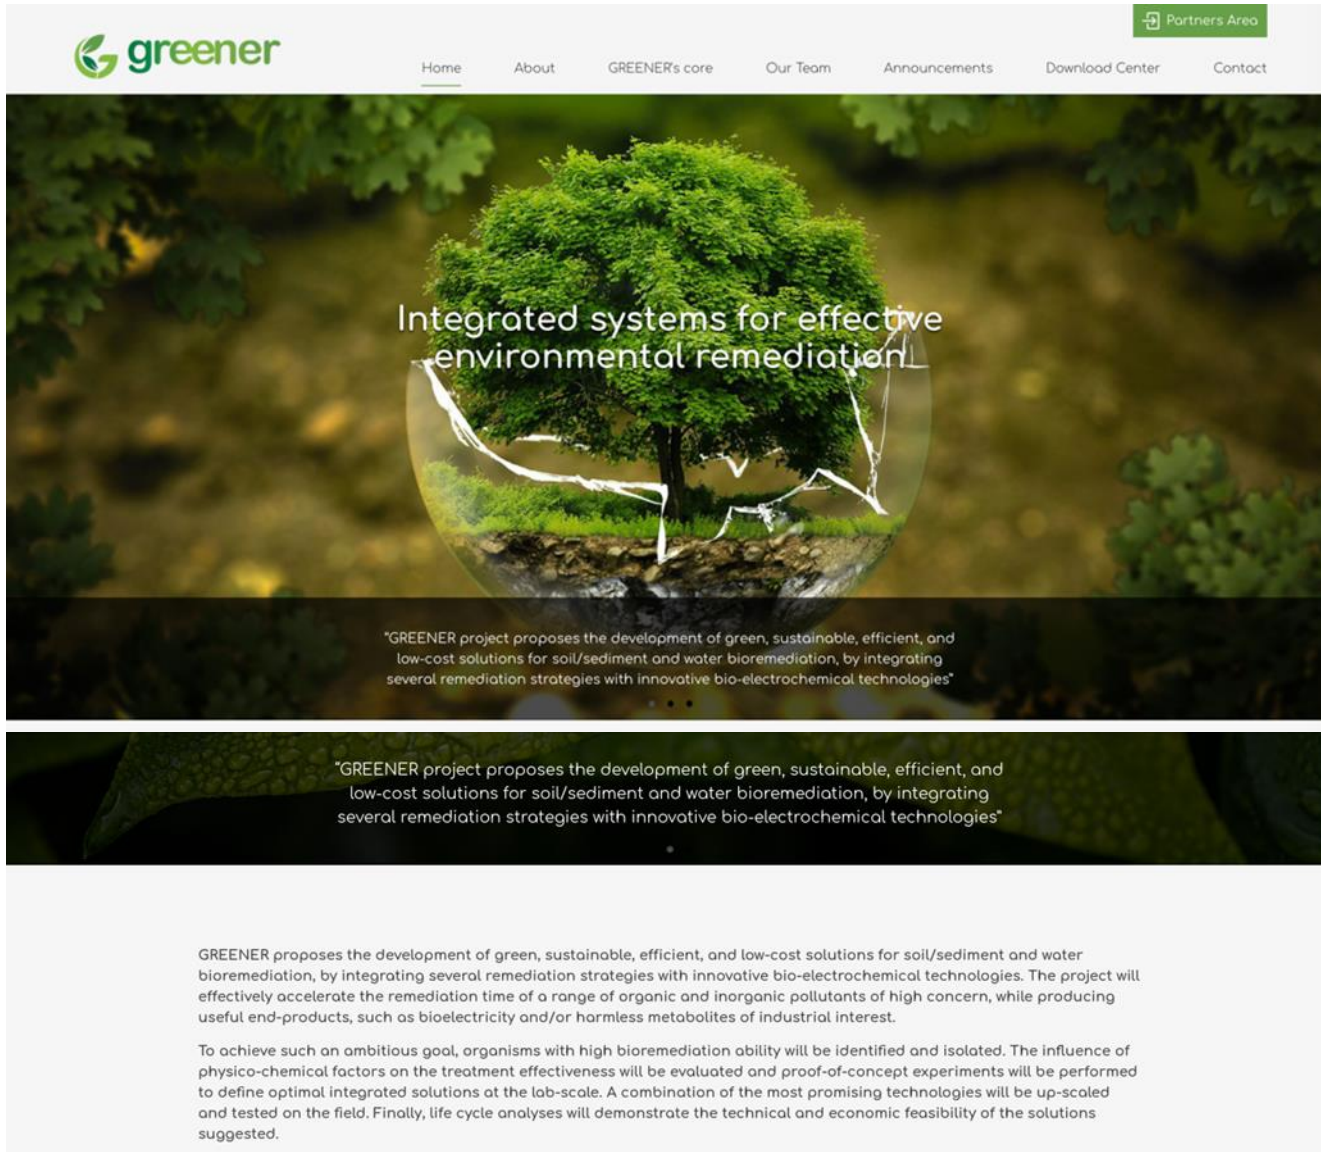 Partners Area
greener
Home About GREENER's core Our Team Announcements Download Center Contact
Integrated systems for effective
environmental remediation
"GREENER project proposes the development of green, sustainable, efficient, and
low-cost solutions for soil/sediment and water bioremediation, by integrating
several remediation strategies with innovative bio-electrochemical technologies"
"GREENER project proposes the development of green, sustainable, efficient, and
low-cost solutions for soil/sediment and water bioremediation, by integrating
several remediation strategies with innovative bio-electrochemical technologies"
GREENER proposes the development of green, sustainable, efficient, and low-cost solutions for soil/sediment and water
bioremediation, by integrating several remediation strategies with innovative bio-electrochemical technologies. The project will
effectively accelerate the remediation time of a range of organic and inorganic pollutants of high concern, while producing
useful end-products, such as bioelectricity and/or harmless metabolites of industrial interest.
To achieve such an ambitious goal, organisms with high bioremediation ability will be identified and isolated. The influence of
physico-chemical factors on the treatment effectiveness will be evaluated and proof-of-concept experiments will be performed
to define optimal integrated solutions at the lab-scale. A combination of the most promising technologies will be up-scaled
and tested on the field. Finally, life cycle analyses will demonstrate the technical and economic feasibility of the solutions
suggested.